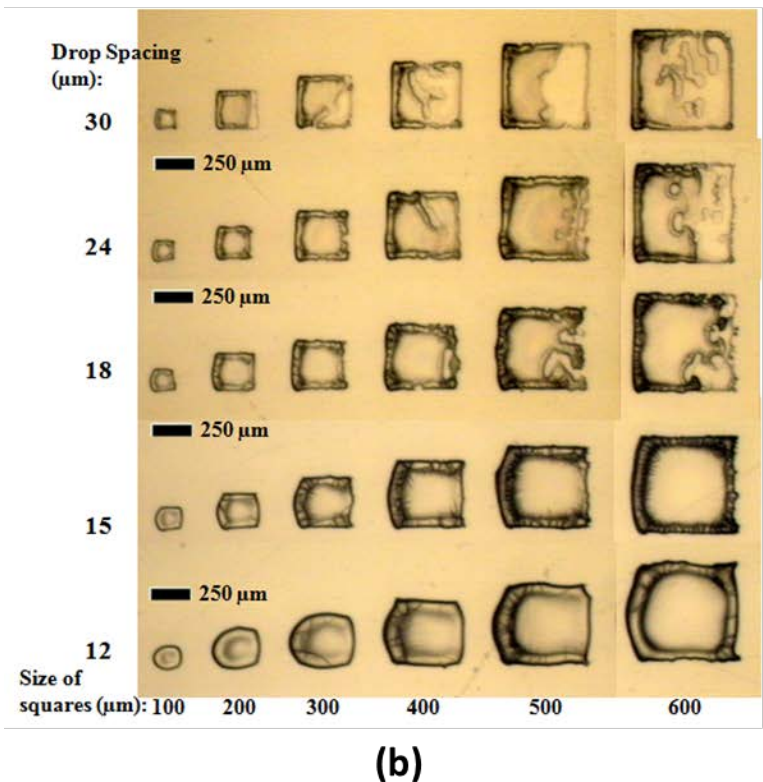 Drop Spacing
(µm):
30
250 µm
24
250 µm
18
250 µm
15
250 µm
12
Size of
squares (µm): 100 200 300 400 500 600
(b)